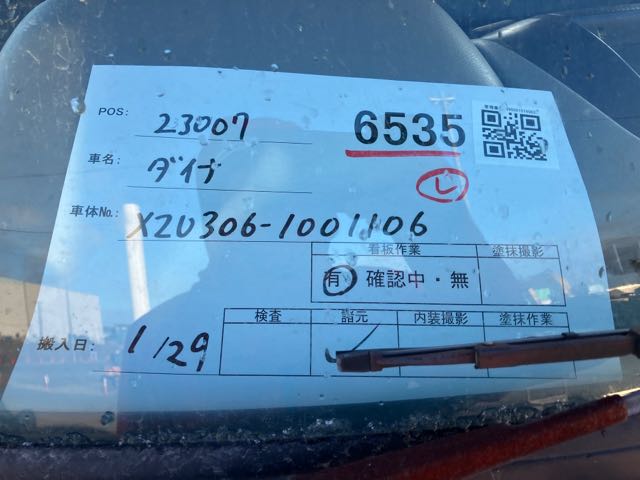 POS: 23007
6535
車名: ダイナ
レ
車体No.: XZU306-1001106
看板作業 塗抹撮影
有 ・ 確認中・無
検査 諸元 内装撮影 塗抹作業
搬入日: 1/29